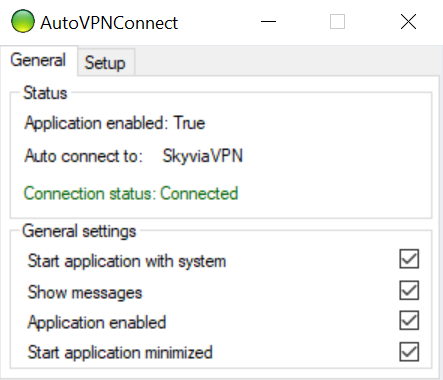 AutoVPNConnect
General Setup
Status
Application enabled: True
Auto connect to: SkyviaVPN
Connection status: Connected
General settings
Start application with system
Show messages
Application enabled
Start application minimized